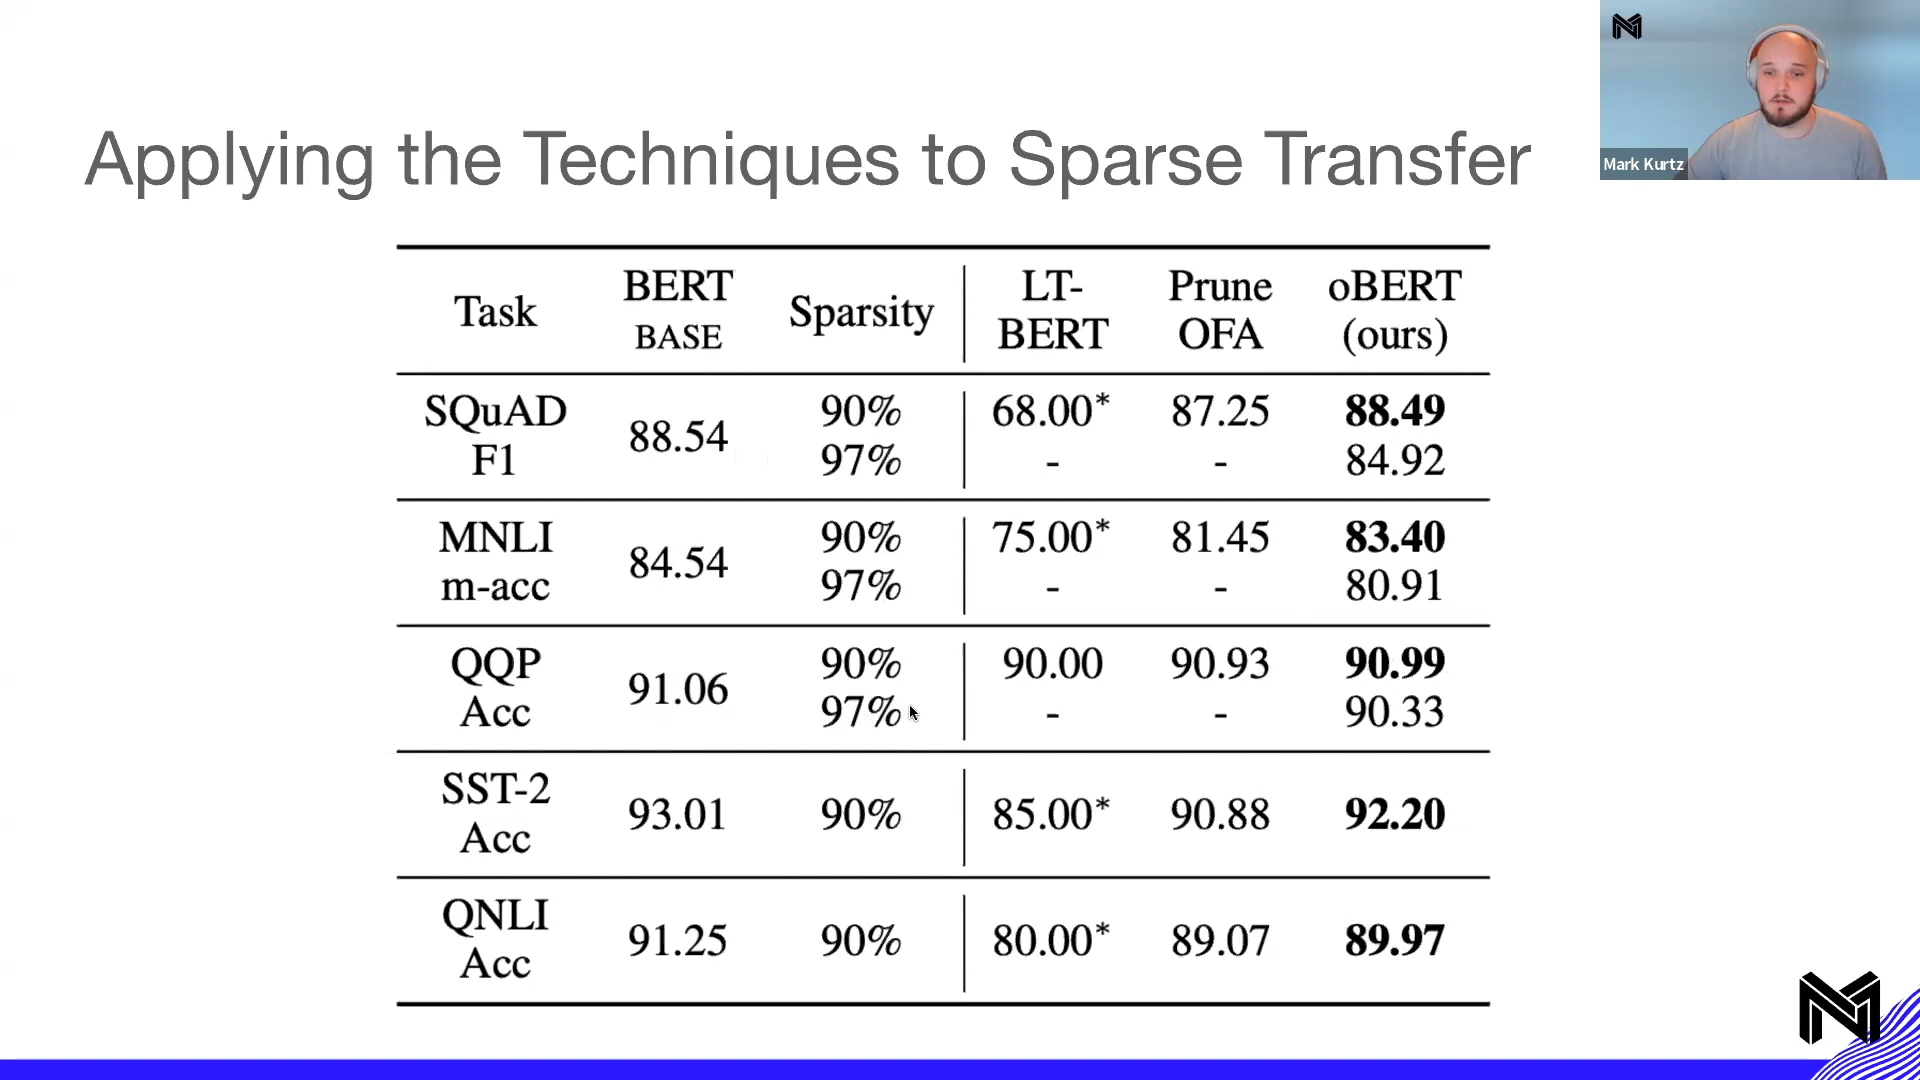 Applying the Techniques to Sparse Transfer
Mark Kurtz
Task BERT BASE Sparsity LT-BERT Prune OFA oBERT (ours)
SQuAD F1 88.54 90% 68.00* 87.25 88.49
97% - - 84.92
MNLI m-acc 84.54 90% 75.00* 81.45 83.40
97% - - 80.91
QQP Acc 91.06 90% 90.00 90.93 90.99
97% - - 90.33
SST-2 Acc 93.01 90% 85.00* 90.88 92.20
QNLI Acc 91.25 90% 80.00* 89.07 89.97